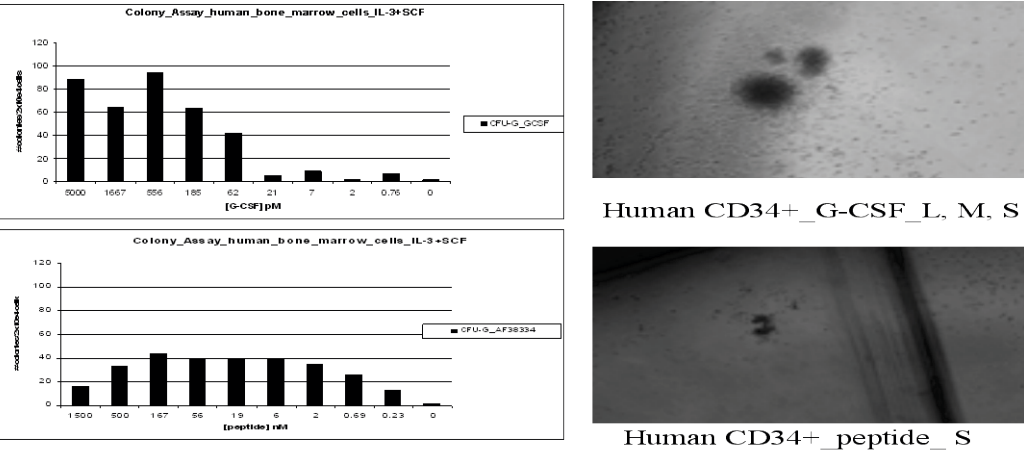 Colony_Assay_human_bone_marrow_cells_IL-3+SCF
120
100
80
60
40
20
0
5000 1667 556 185 62 21 7 2 0.76 0
[G-CSF] pM
CFU-G_GCSF
Human CD34+_G-CSF_L, M, S
Colony_Assay_human_bone_marrow_cells_IL-3+SCF
120
100
80
60
40
20
0
1500 500 167 56 19 6 2 0.69 0.23 0
[peptide] nM
CFU-G_AF38334
Human CD34+_peptide_ S